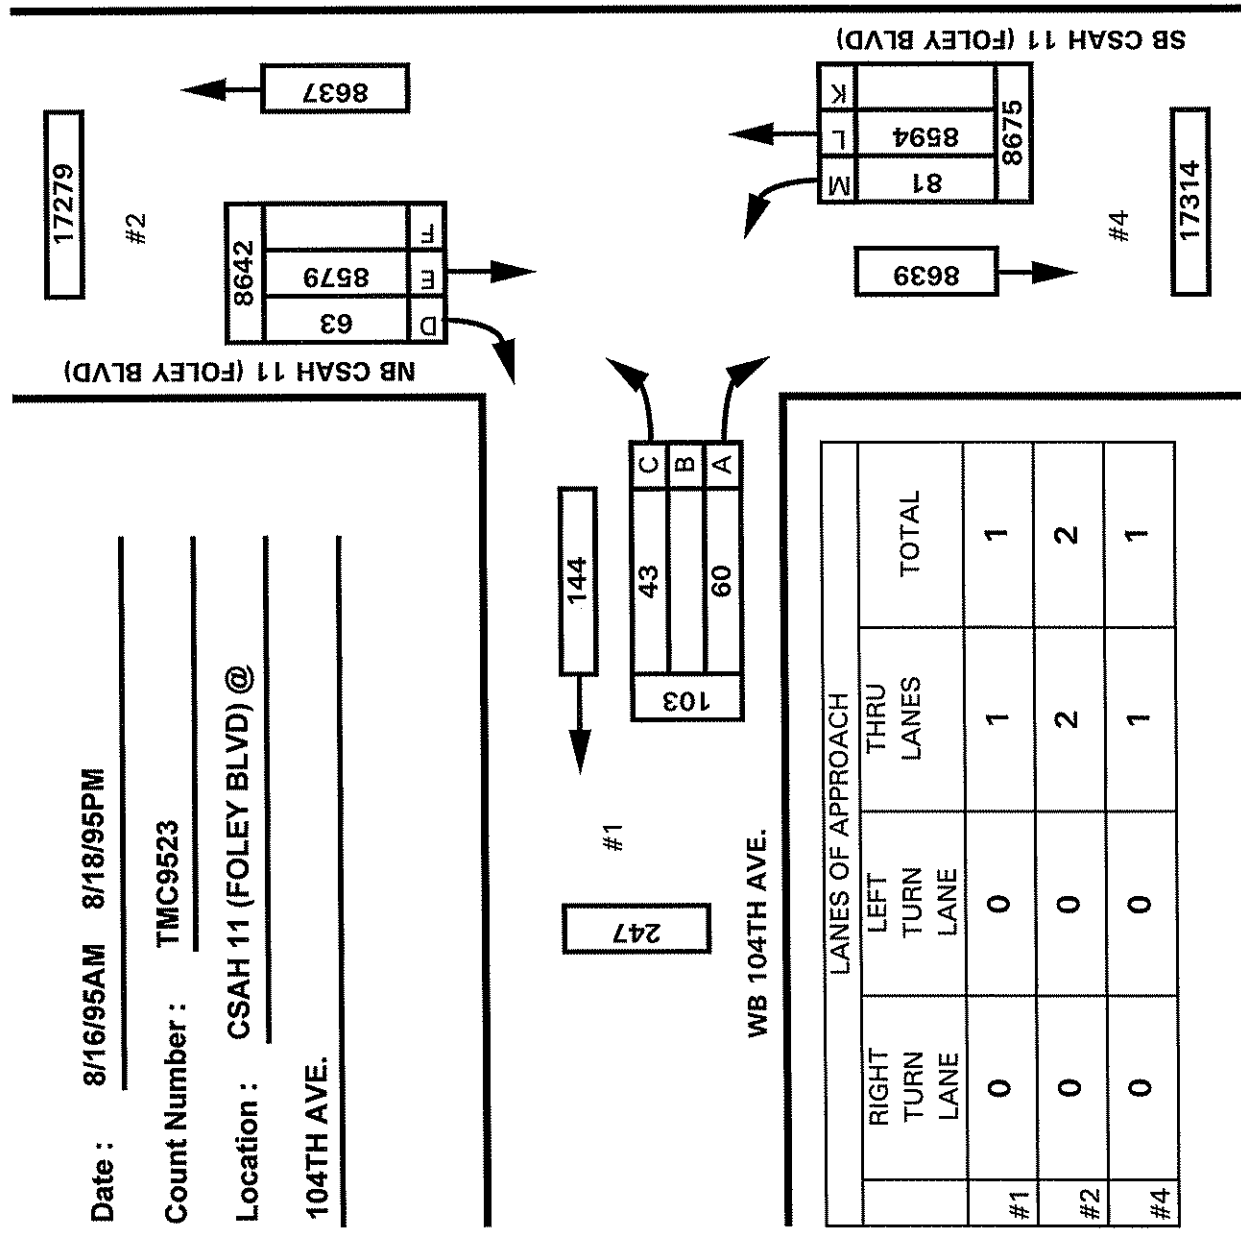 Date : 8/16/95AM 8/18/95PM
Count Number : TMC9523
Location : CSAH 11 (FOLEY BLVD) @
104TH AVE.
NB CSAH 11 (FOLEY BLVD)
17279
#2
8637
8642
63 8579
D E F
SB CSAH 11 (FOLEY BLVD)
K
L 8594
M 81
8675
8639
#4
17314
144
43 C
B
60 A
103
#1
247
WB 104TH AVE.
LANES OF APPROACH
RIGHT TURN LANE LEFT TURN LANE THRU LANES TOTAL
#1 0 0 1 1
#2 0 0 2 2
#4 0 0 1 1